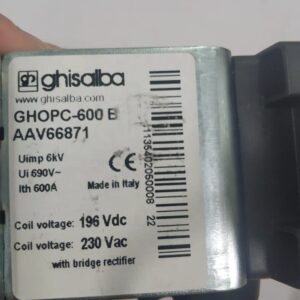 gh ghisalba
www.ghisalba.com
GHOPC-600 B
AAV66871
Uimp 6kV
Ui 690V~
Ith 600A
CE
Made in Italy
Coil voltage: 196 Vdc
Coil voltage: 230 Vac
with bridge rectifier